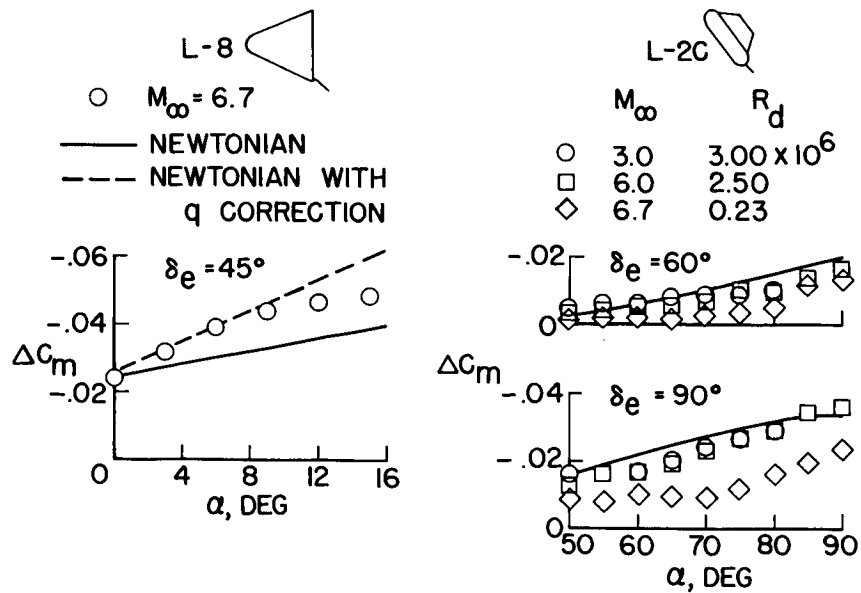 L-8
M∞ = 6.7
NEWTONIAN
NEWTONIAN WITH
q CORRECTION
-.06
δe = 45°
-.04
ΔCm
-.02
0 4 8 12 16
α, DEG
L-2C
M∞ Rd
3.0 3.00 x 10⁶
6.0 2.50
6.7 0.23
-.02
δe = 60°
0
ΔCm
-.04
δe = 90°
-.02
0
50 60 70 80 90
α, DEG